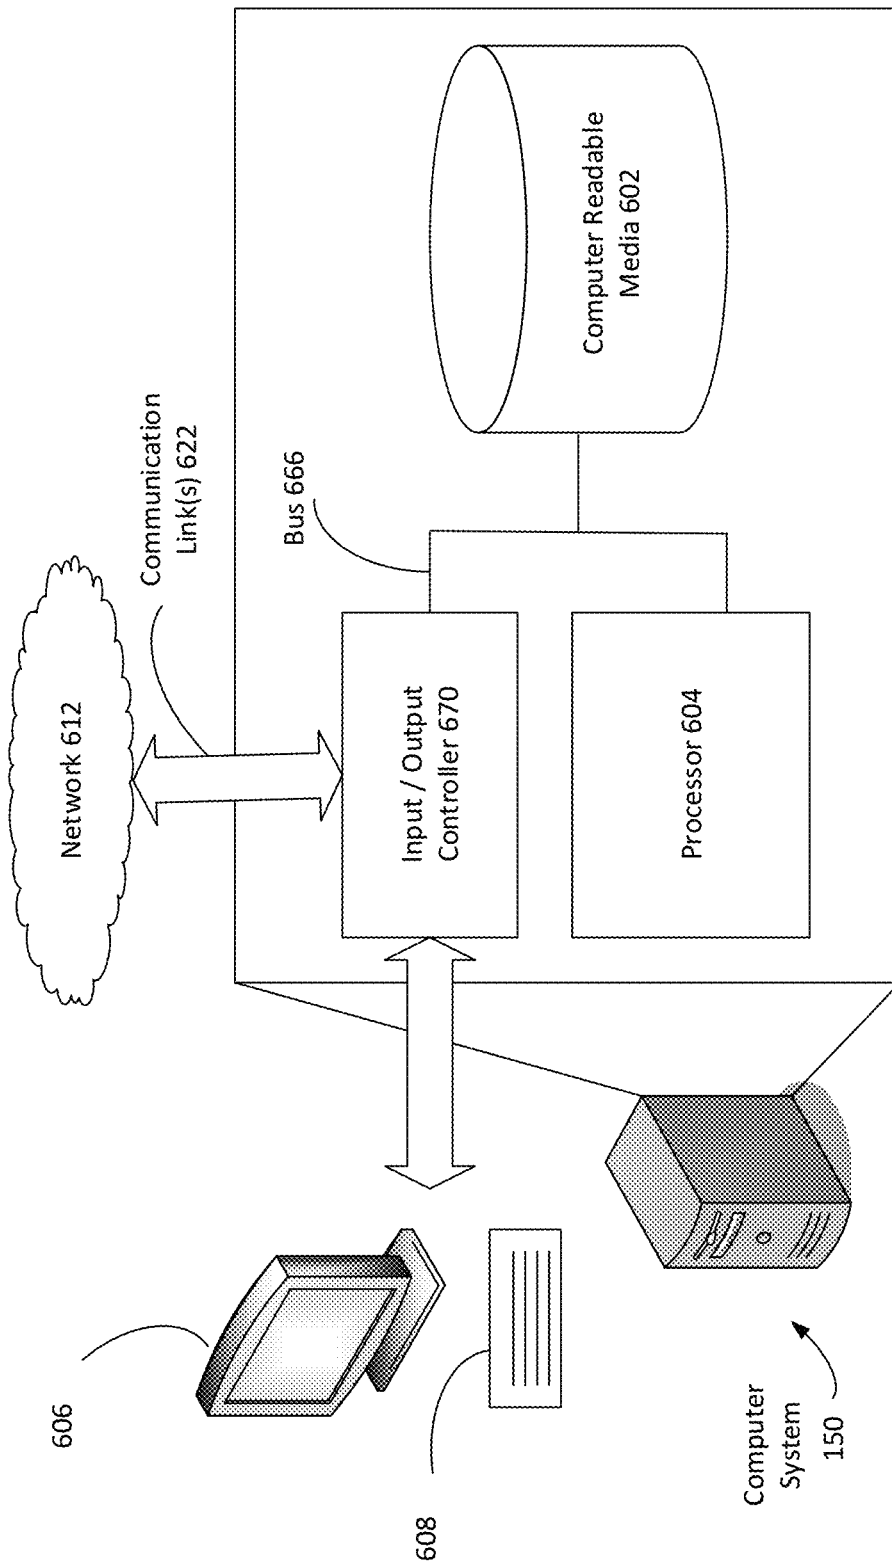 Network 612
Communication
Link(s) 622
606
Bus 666
Input / Output
Controller 670
Computer Readable
Media 602
608
Processor 604
Computer
System
150